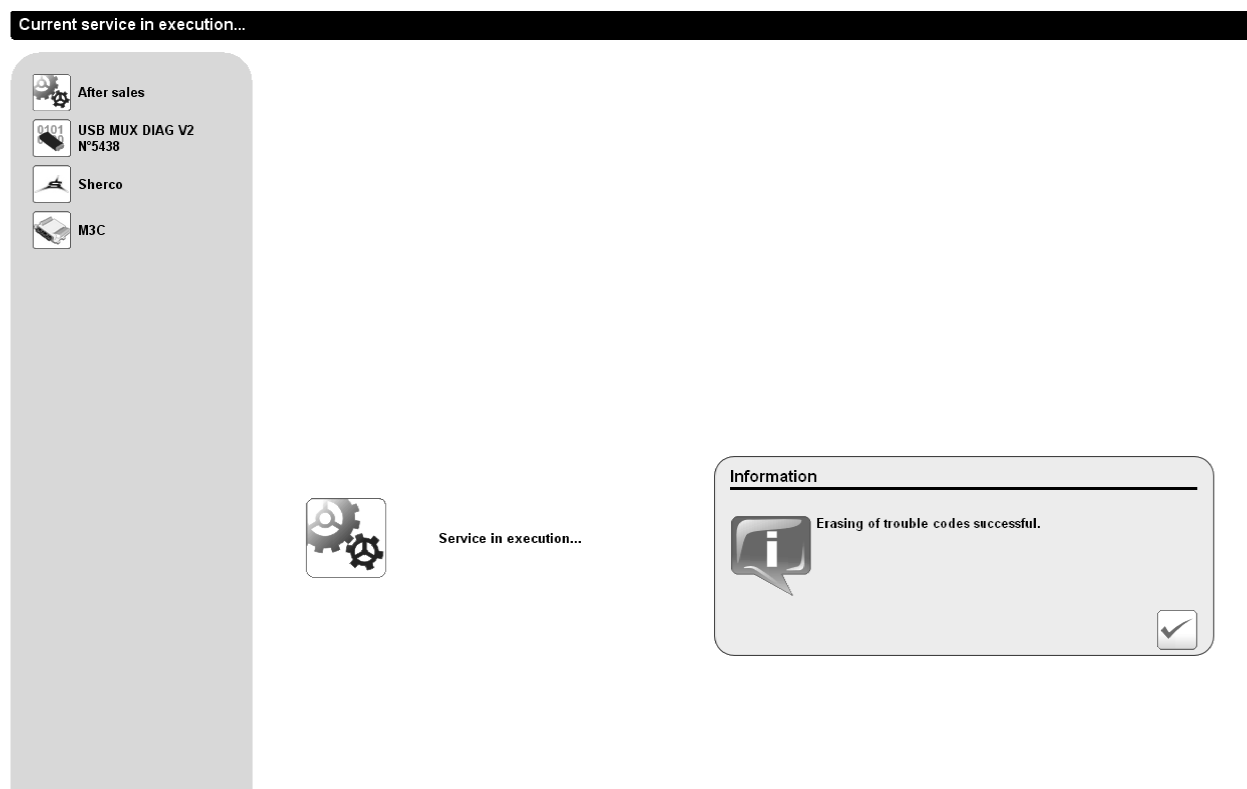 Current service in execution...
After sales
USB MUX DIAG V2
N°5438
Sherco
M3C
Service in execution...
Information
Erasing of trouble codes successful.